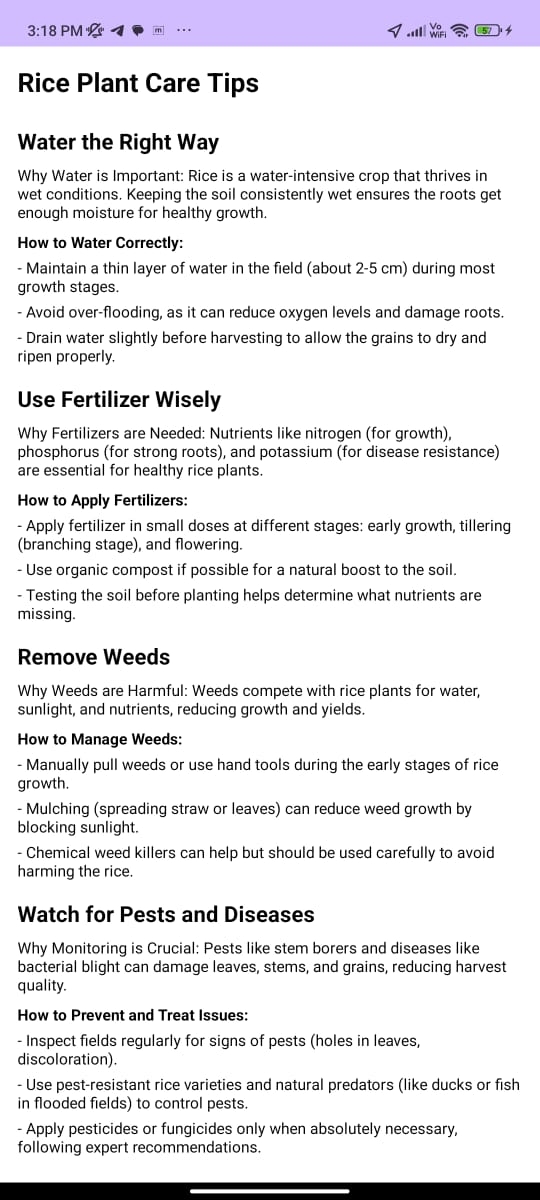 3:18 PM
Vo
WiFi
57
Rice Plant Care Tips
Water the Right Way
Why Water is Important: Rice is a water-intensive crop that thrives in
wet conditions. Keeping the soil consistently wet ensures the roots get
enough moisture for healthy growth.
How to Water Correctly:
- Maintain a thin layer of water in the field (about 2-5 cm) during most
growth stages.
- Avoid over-flooding, as it can reduce oxygen levels and damage roots.
- Drain water slightly before harvesting to allow the grains to dry and
ripen properly.
Use Fertilizer Wisely
Why Fertilizers are Needed: Nutrients like nitrogen (for growth),
phosphorus (for strong roots), and potassium (for disease resistance)
are essential for healthy rice plants.
How to Apply Fertilizers:
- Apply fertilizer in small doses at different stages: early growth, tillering
(branching stage), and flowering.
- Use organic compost if possible for a natural boost to the soil.
- Testing the soil before planting helps determine what nutrients are
missing.
Remove Weeds
Why Weeds are Harmful: Weeds compete with rice plants for water,
sunlight, and nutrients, reducing growth and yields.
How to Manage Weeds:
- Manually pull weeds or use hand tools during the early stages of rice
growth.
- Mulching (spreading straw or leaves) can reduce weed growth by
blocking sunlight.
- Chemical weed killers can help but should be used carefully to avoid
harming the rice.
Watch for Pests and Diseases
Why Monitoring is Crucial: Pests like stem borers and diseases like
bacterial blight can damage leaves, stems, and grains, reducing harvest
quality.
How to Prevent and Treat Issues:
- Inspect fields regularly for signs of pests (holes in leaves,
discoloration).
- Use pest-resistant rice varieties and natural predators (like ducks or fish
in flooded fields) to control pests.
- Apply pesticides or fungicides only when absolutely necessary,
following expert recommendations.